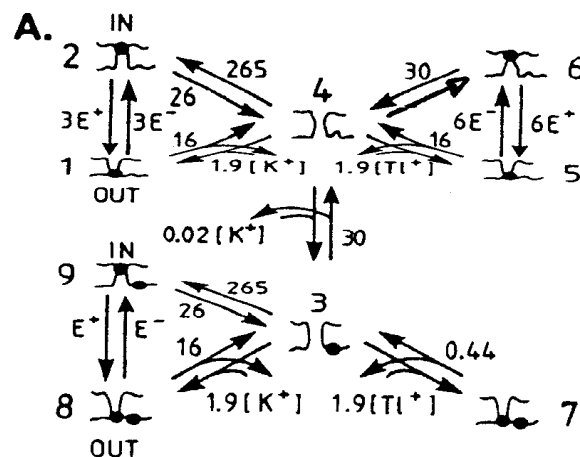 A.
IN
2
265
26
4
30
6
3E⁺
3E⁻
6E⁻
6E⁺
16
16
1
1.9[K⁺]
1.9[Tl⁺]
5
OUT
0.02[K⁺]
30
IN
9
265
26
3
E⁺
E⁻
16
0.44
8
1.9[K⁺]
1.9[Tl⁺]
7
OUT